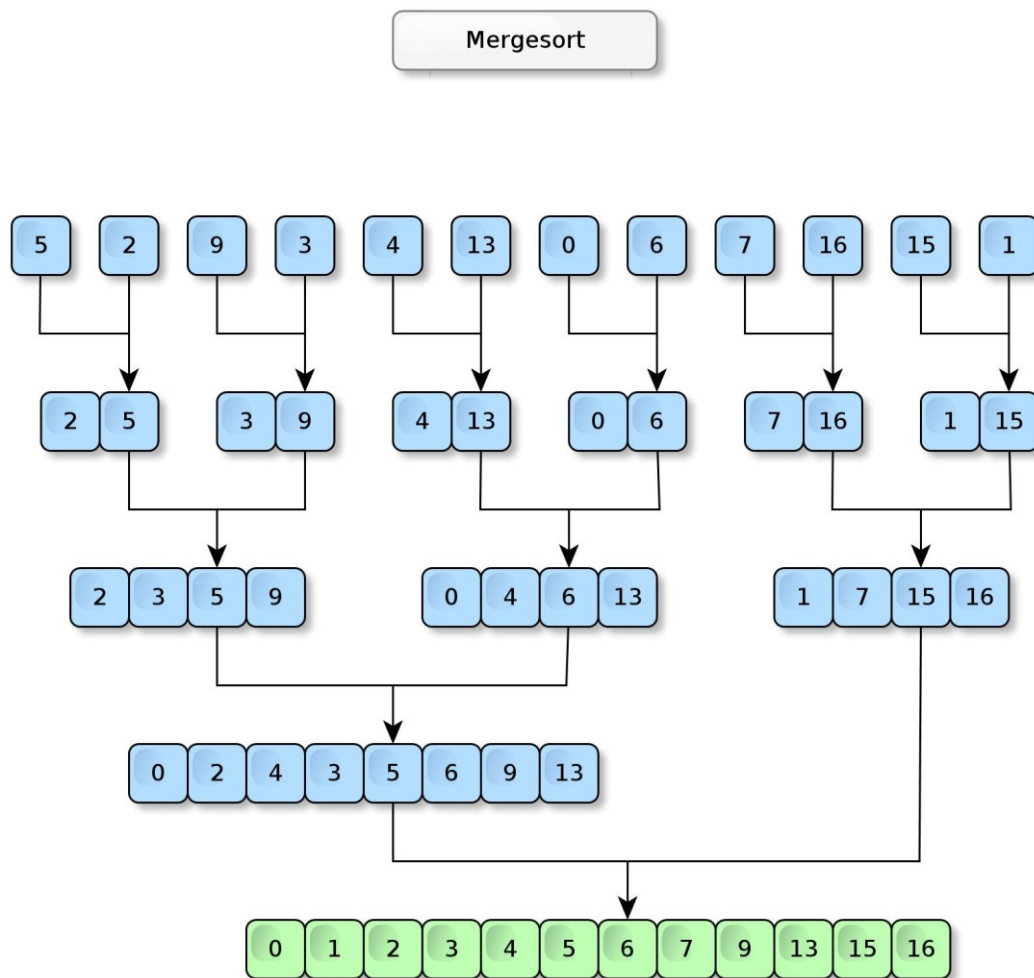 Mergesort
5 2 9 3 4 13 0 6 7 16 15 1
2 5 3 9 4 13 0 6 7 16 1 15
2 3 5 9 0 4 6 13 1 7 15 16
0 2 4 3 5 6 9 13
0 1 2 3 4 5 6 7 9 13 15 16